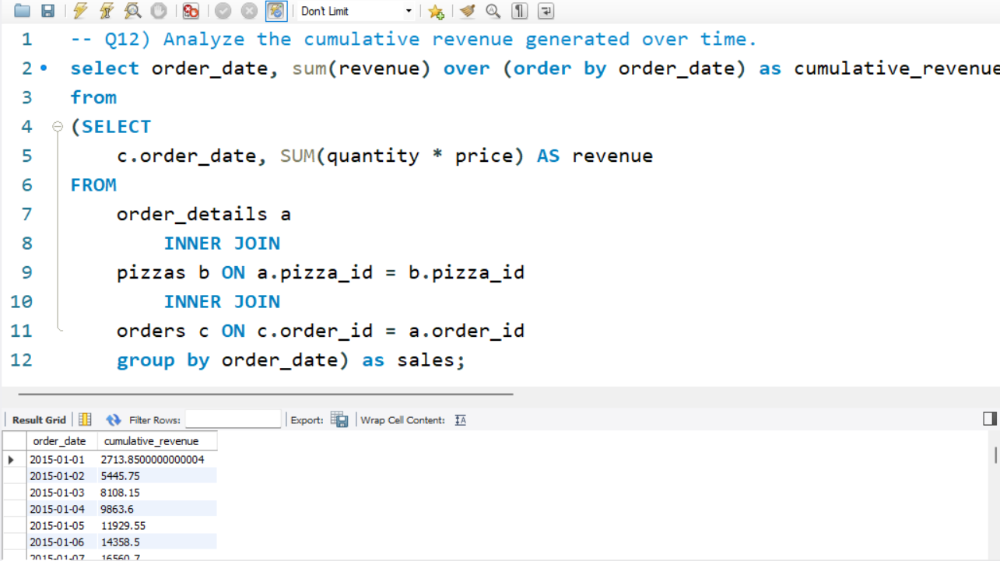 Don't Limit
1 -- Q12) Analyze the cumulative revenue generated over time.
2 select order_date, sum(revenue) over (order by order_date) as cumulative_revenue
3 from
4 (SELECT
5 c.order_date, SUM(quantity * price) AS revenue
6 FROM
7 order_details a
8 INNER JOIN
9 pizzas b ON a.pizza_id = b.pizza_id
10 INNER JOIN
11 orders c ON c.order_id = a.order_id
12 group by order_date) as sales;
Result Grid Filter Rows: Export: Wrap Cell Content: IA
order_date cumulative_revenue
2015-01-01 2713.8500000000004
2015-01-02 5445.75
2015-01-03 8108.15
2015-01-04 9863.6
2015-01-05 11929.55
2015-01-06 14358.5
2015-01-07 16560.7